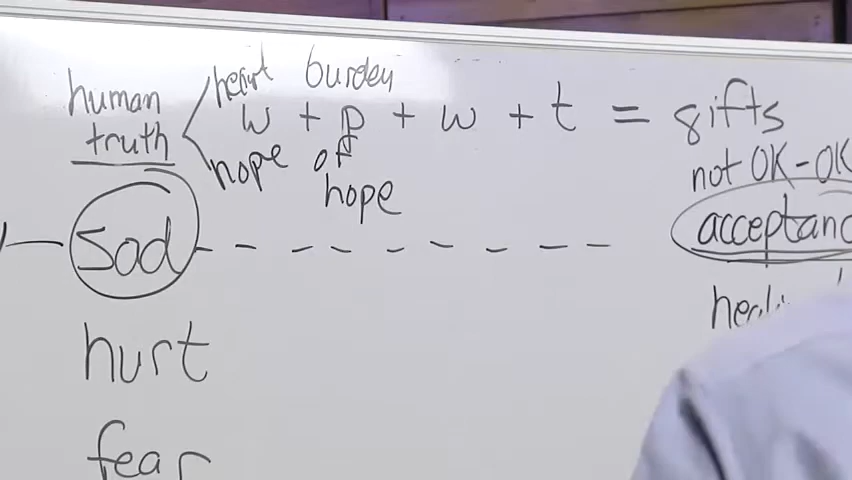 heart burden
human w + p + w + t = gifts
truth hope of not OK - OK
hope
Sad acceptanc
hurt
fear